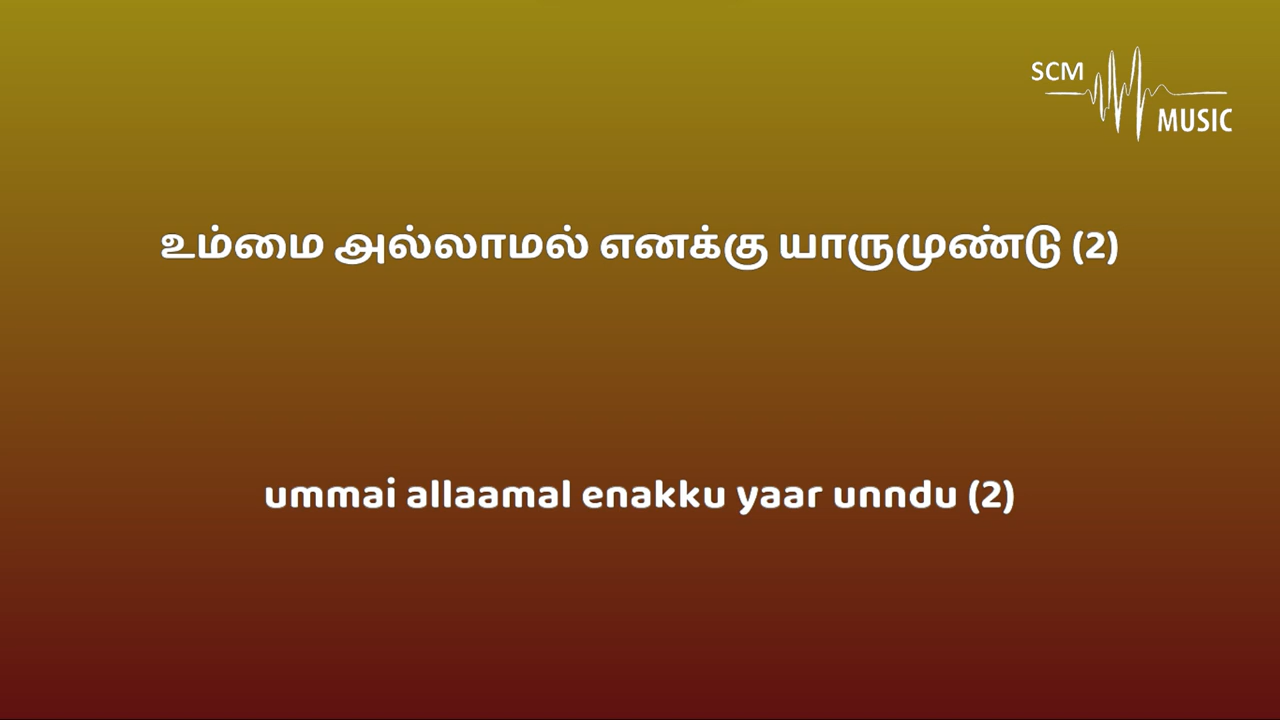 SCM
MUSIC
உம்மை அல்லாமல் எனக்கு யாருமுண்டு (2)
ummai allaamal enakku yaar unndu (2)